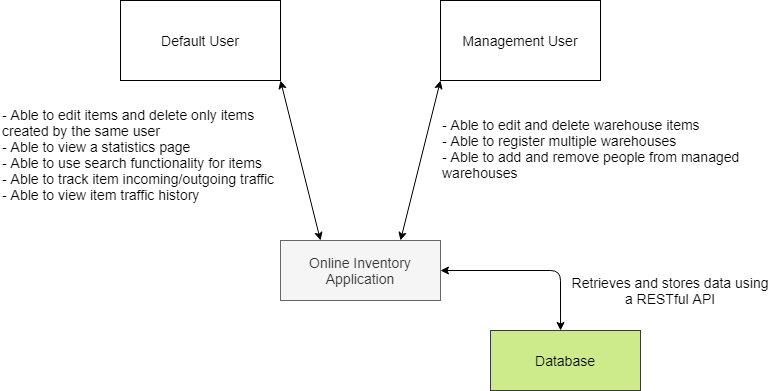 Default User
Management User
- Able to edit items and delete only items
created by the same user
- Able to view a statistics page
- Able to use search functionality for items
- Able to track item incoming/outgoing traffic
- Able to view item traffic history
- Able to edit and delete warehouse items
- Able to register multiple warehouses
- Able to add and remove people from managed
warehouses
Online Inventory
Application
Retrieves and stores data using
a RESTful API
Database